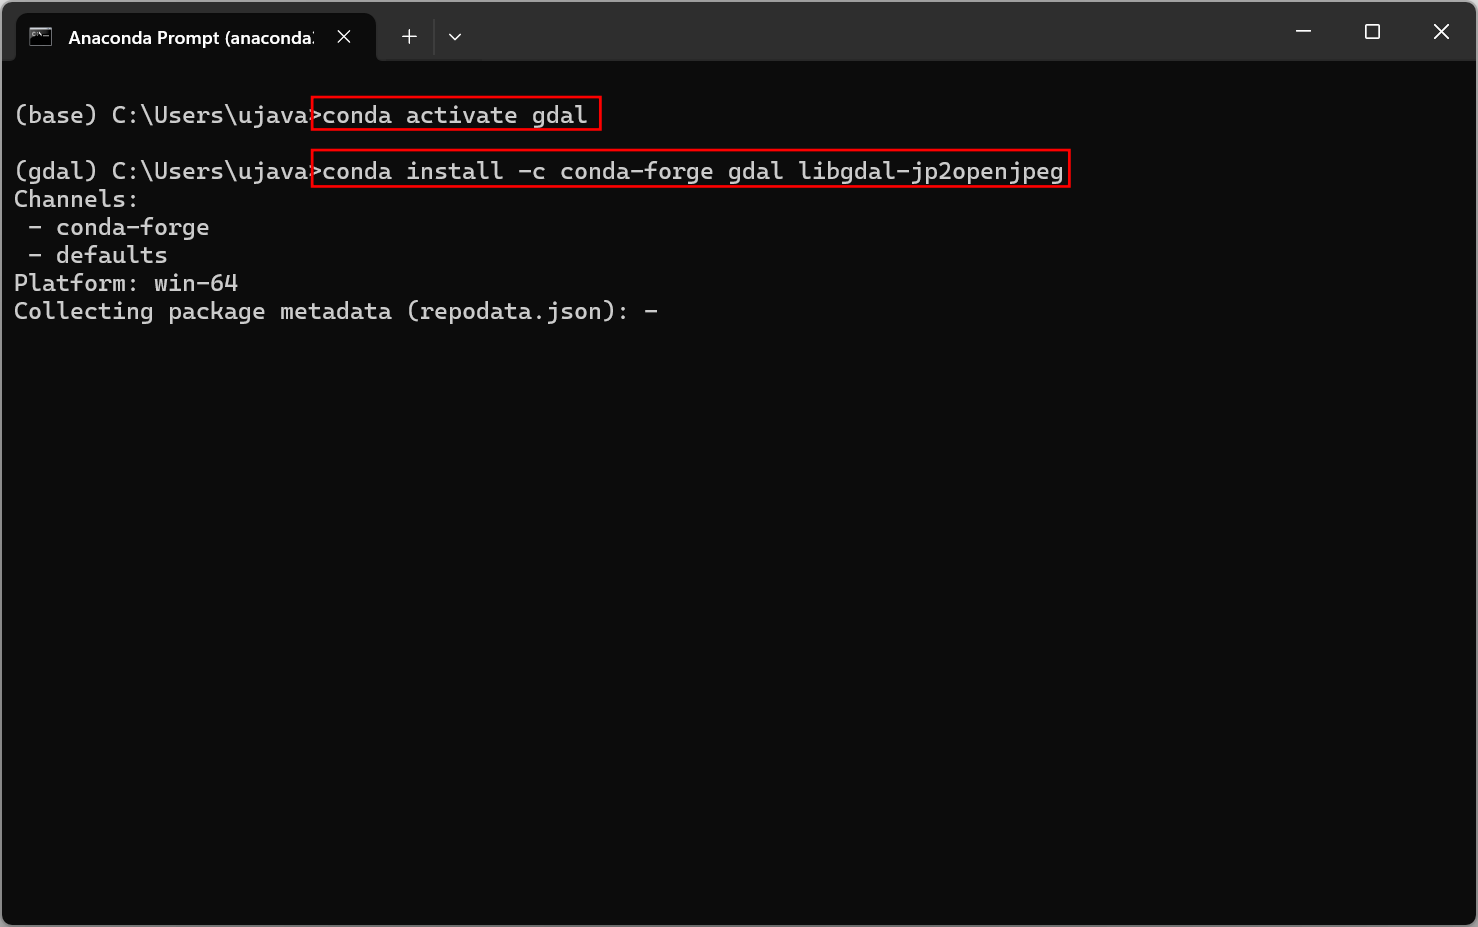 Anaconda Prompt (anaconda
(base) C:\Users\ujava>conda activate gdal
(gdal) C:\Users\ujava>conda install -c conda-forge gdal libgdal-jp2openjpeg
Channels:
 - conda-forge
 - defaults
Platform: win-64
Collecting package metadata (repodata.json): -